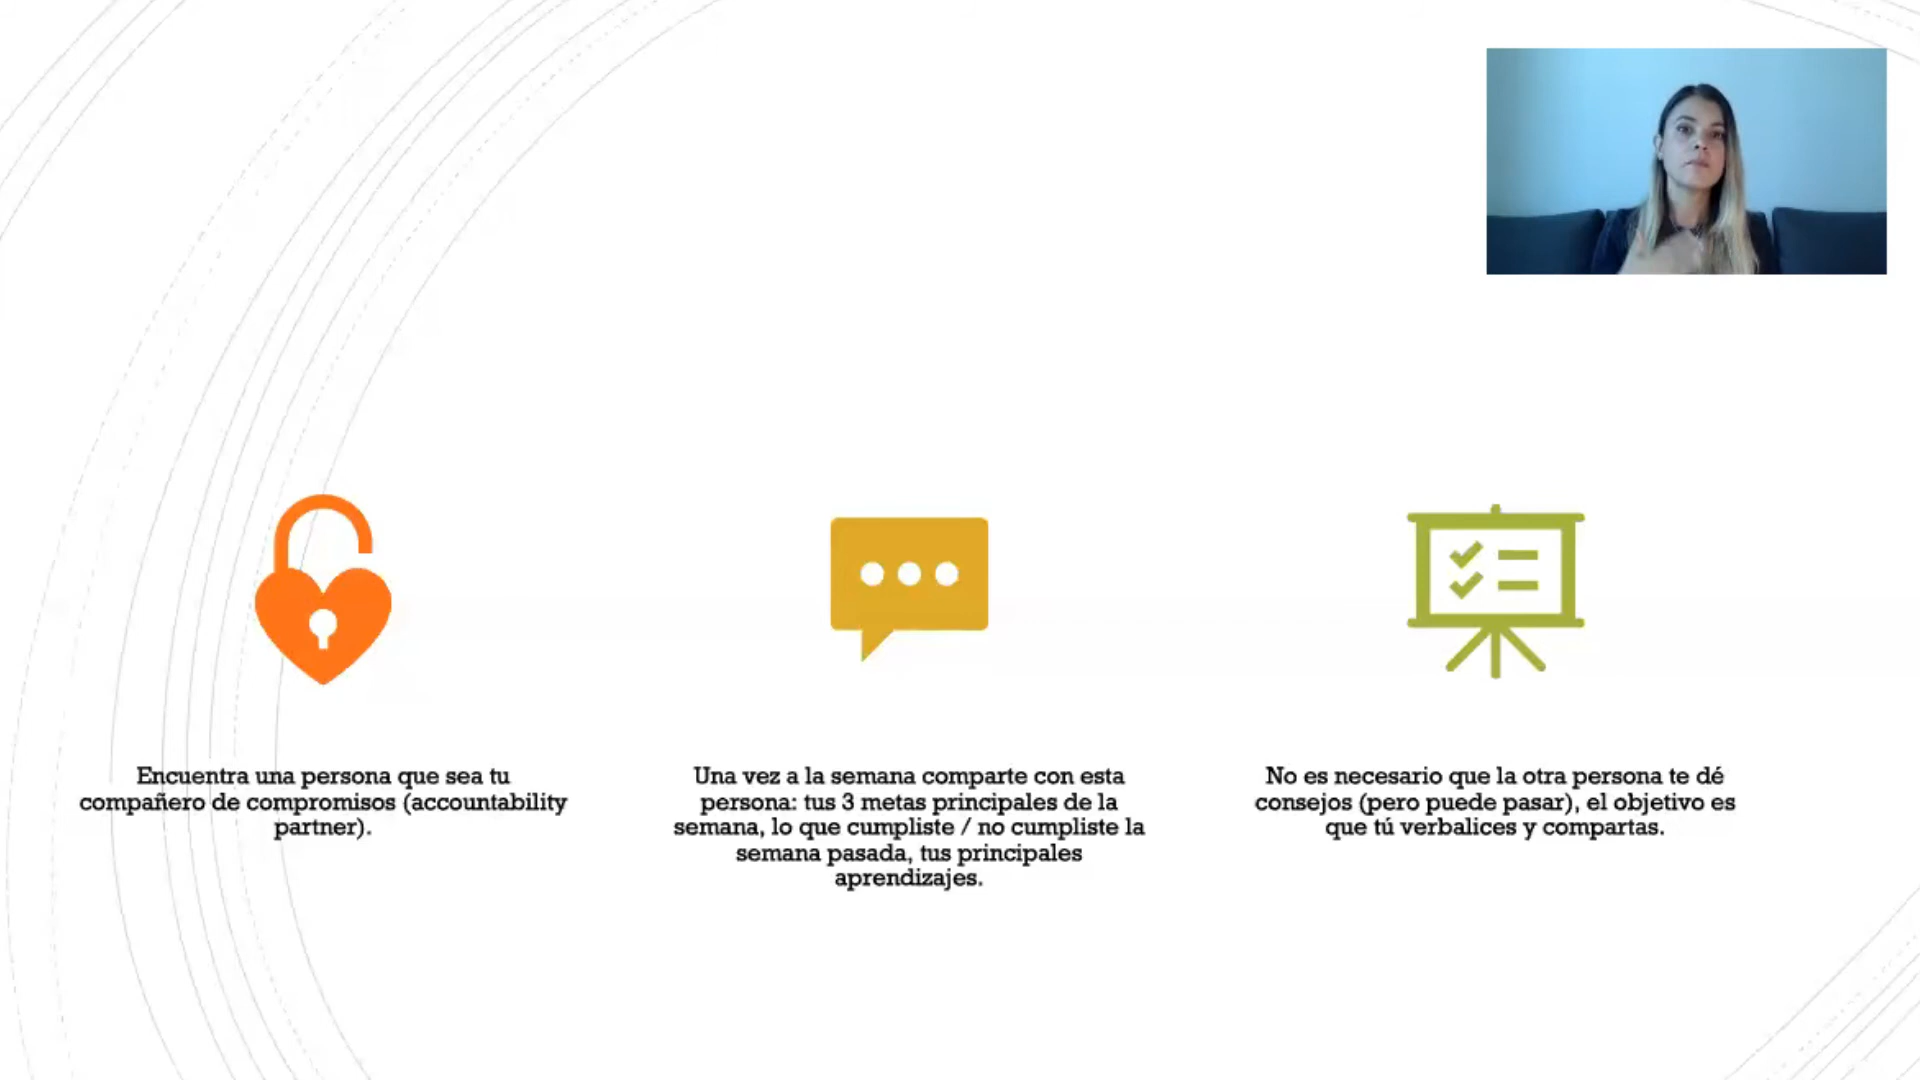 Encuentra una persona que sea tu
compañero de compromisos (accountability
partner).
Una vez a la semana comparte con esta
persona: tus 3 metas principales de la
semana, lo que cumpliste / no cumpliste la
semana pasada, tus principales
aprendizajes.
No es necesario que la otra persona te dé
consejos (pero puede pasar), el objetivo es
que tú verbalices y compartas.